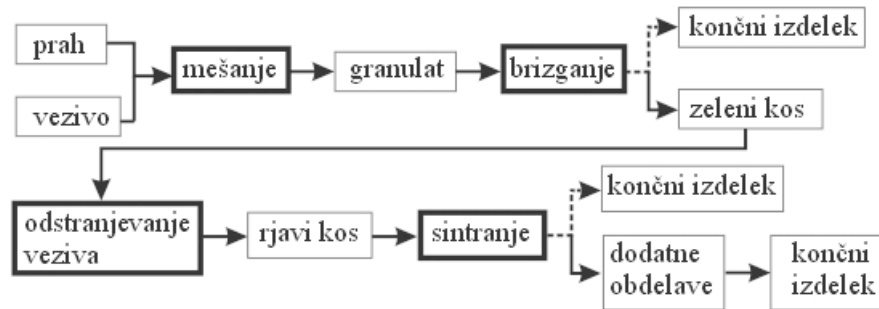 prah
vezivo
mešanje
granulat
brizganje
končni izdelek
zeleni kos
odstranjevanje
veziva
rjavi kos
sintranje
končni izdelek
dodatne
obdelave
končni
izdelek